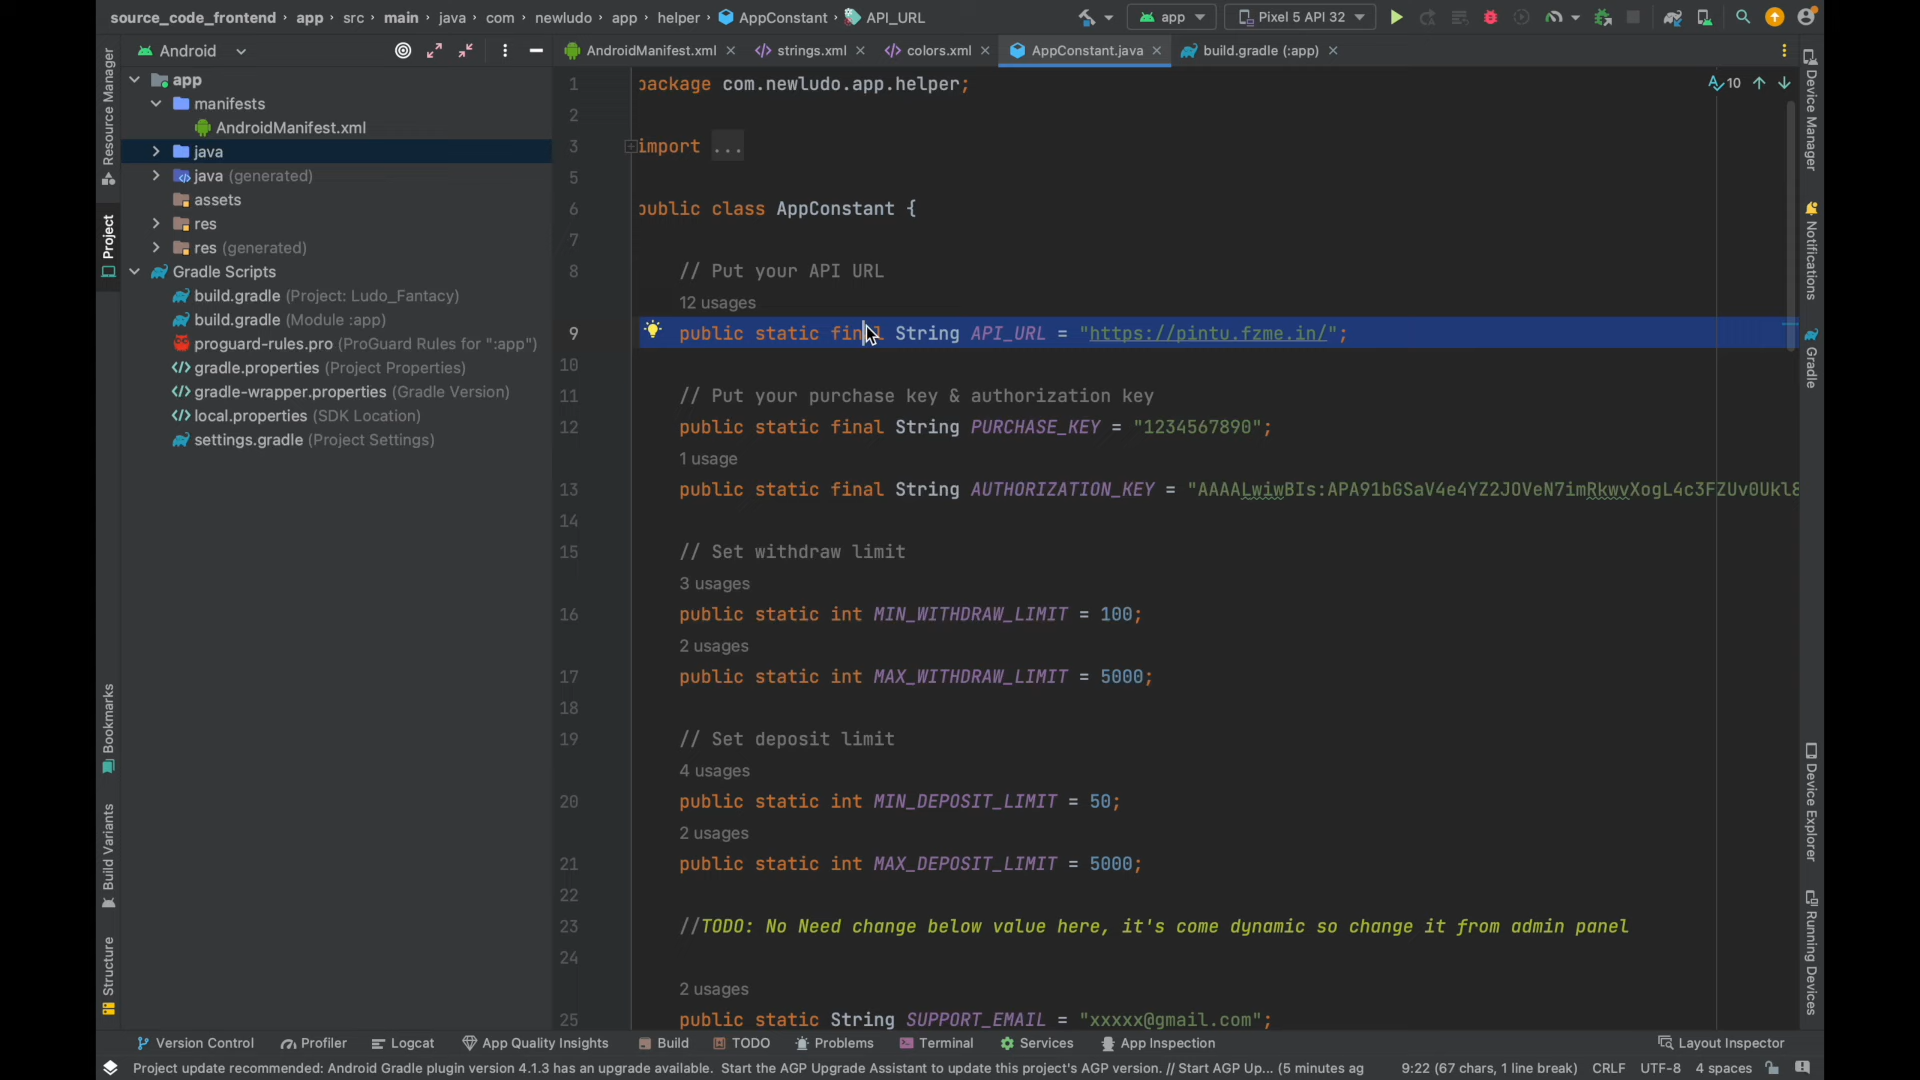 source_code_frontend › app › src › main › java › com › newludo › app › helper › AppConstant › API_URL
app
Pixel 5 API 32
Android
AndroidManifest.xml
strings.xml
colors.xml
AppConstant.java
build.gradle (:app)
Resource Manager
Project
Bookmarks
Build Variants
Structure
app
manifests
AndroidManifest.xml
java
java (generated)
assets
res
res (generated)
Gradle Scripts
build.gradle (Project: Ludo_Fantacy)
build.gradle (Module :app)
proguard-rules.pro (ProGuard Rules for ":app")
gradle.properties (Project Properties)
gradle-wrapper.properties (Gradle Version)
local.properties (SDK Location)
settings.gradle (Project Settings)
1 package com.newludo.app.helper;
10
2
3 import ...
5
6 public class AppConstant {
7
8 // Put your API URL
12 usages
9 public static final String API_URL = "https://pintu.fzme.in/";
10
11 // Put your purchase key & authorization key
12 public static final String PURCHASE_KEY = "1234567890";
1 usage
13 public static final String AUTHORIZATION_KEY = "AAAALwiwBIs:APA91bGSaV4e4YZ2JOVeN7imRkwvXogL4c3FZUv0Ukl8
14
15 // Set withdraw limit
3 usages
16 public static int MIN_WITHDRAW_LIMIT = 100;
2 usages
17 public static int MAX_WITHDRAW_LIMIT = 5000;
18
19 // Set deposit limit
4 usages
20 public static int MIN_DEPOSIT_LIMIT = 50;
2 usages
21 public static int MAX_DEPOSIT_LIMIT = 5000;
22
23 //TODO: No Need change below value here, it's come dynamic so change it from admin panel
24
2 usages
25 public static String SUPPORT_EMAIL = "xxxxx@gmail.com";
Device Manager
Notifications
Gradle
Device Explorer
Running Devices
Version Control
Profiler
Logcat
App Quality Insights
Build
TODO
Problems
Terminal
Services
App Inspection
Layout Inspector
Project update recommended: Android Gradle plugin version 4.1.3 has an upgrade available. Start the AGP Upgrade Assistant to update this project's AGP version. // Start AGP Up... (5 minutes ag
9:22 (67 chars, 1 line break)
CRLF
UTF-8
4 spaces